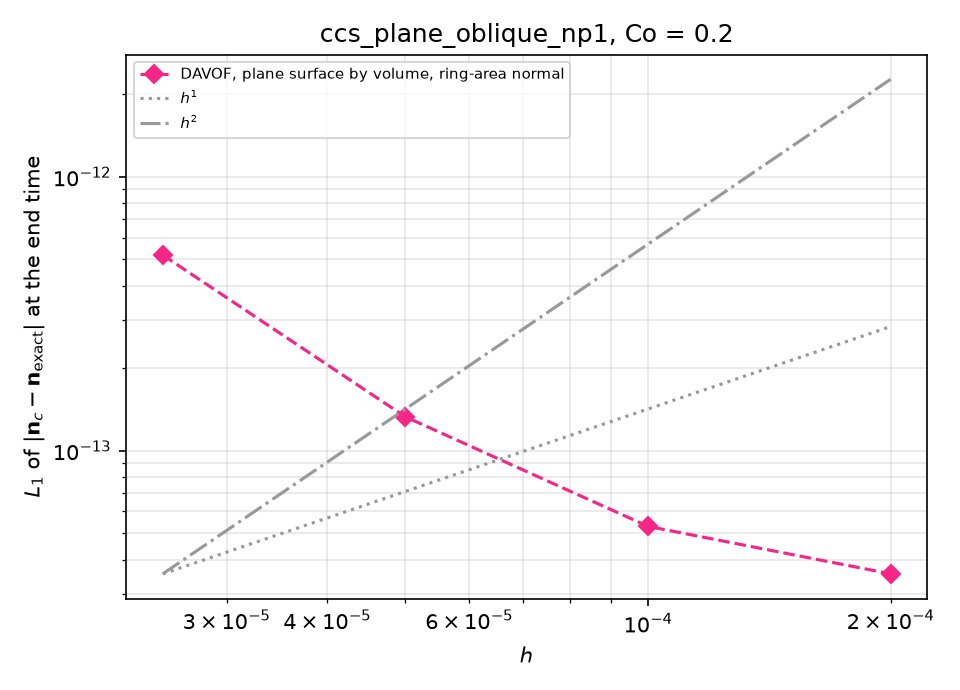 ccs_plane_oblique_np1, Co = 0.2
DAVOF, plane surface by volume, ring-area normal
h¹
h²
L₁ of |n_c − n_exact| at the end time
10⁻¹²
10⁻¹³
3 × 10⁻⁵ 4 × 10⁻⁵ 6 × 10⁻⁵ 10⁻⁴ 2 × 10⁻⁴
h